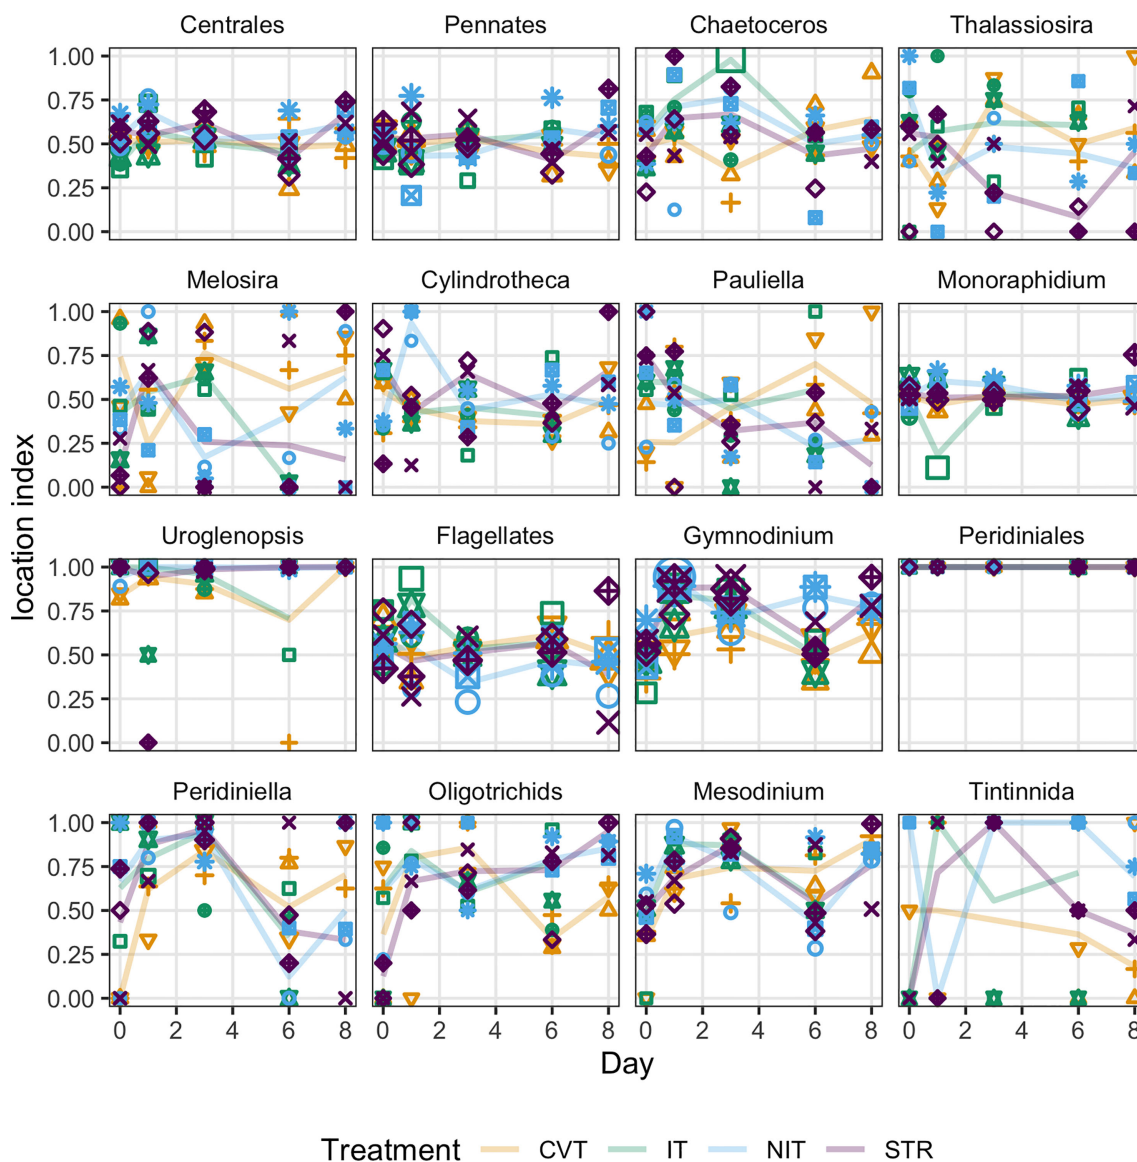 Centrales Pennates Chaetoceros Thalassiosira
1.00
0.75
0.50
0.25
0.00
Melosira Cylindrotheca Pauliella Monoraphidium
1.00
0.75
0.50
0.25
0.00
location index
Uroglenopsis Flagellates Gymnodinium Peridiniales
1.00
0.75
0.50
0.25
0.00
Peridiniella Oligotrichids Mesodinium Tintinnida
1.00
0.75
0.50
0.25
0.00
0 2 4 6 8 0 2 4 6 8 0 2 4 6 8 0 2 4 6 8
Day
Treatment CVT IT NIT STR